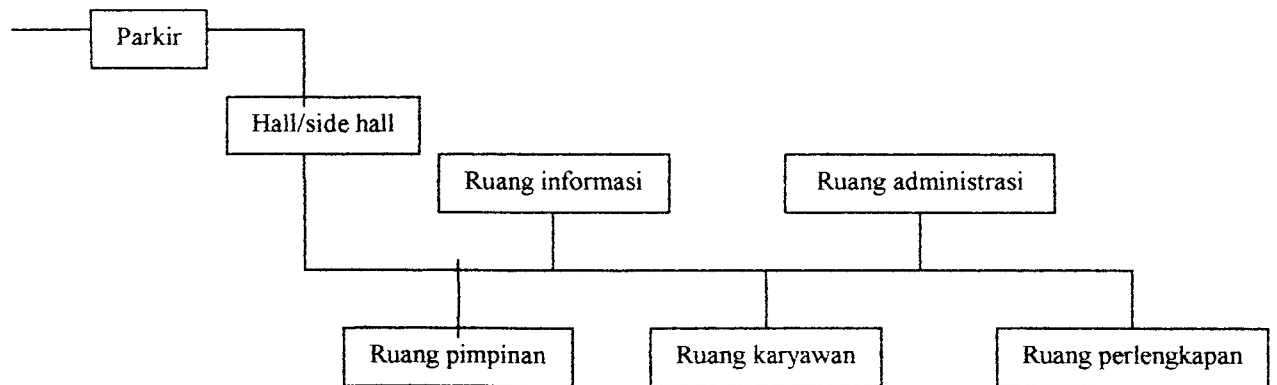 Parkir
Hall/side hall
Ruang informasi
Ruang administrasi
Ruang pimpinan
Ruang karyawan
Ruang perlengkapan